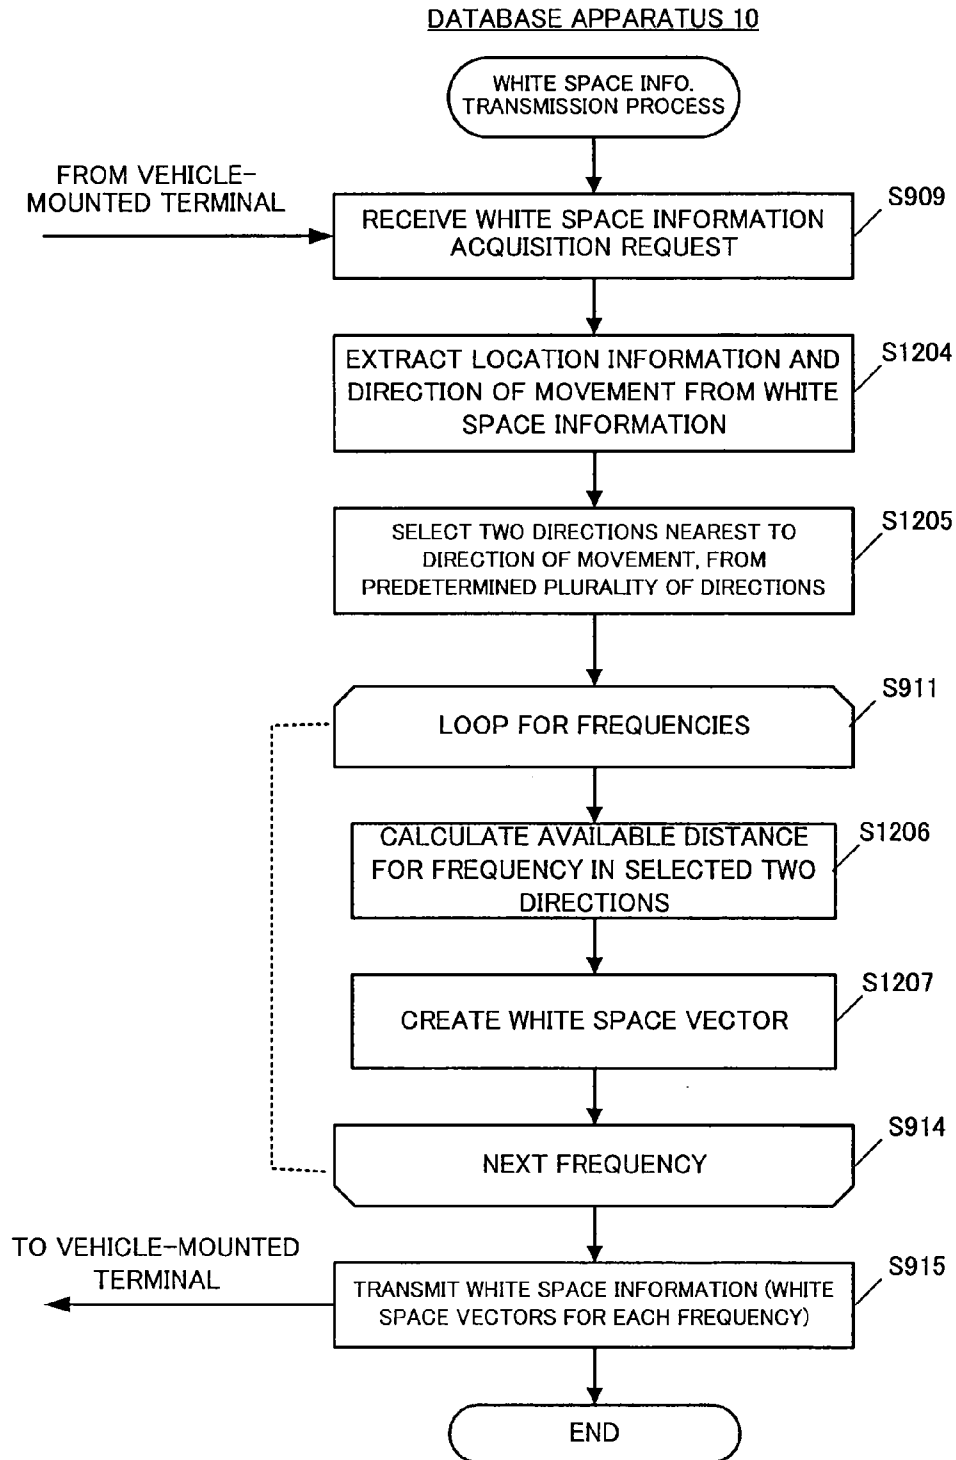 DATABASE APPARATUS 10
WHITE SPACE INFO.
TRANSMISSION PROCESS
FROM VEHICLE-
MOUNTED TERMINAL
S909
RECEIVE WHITE SPACE INFORMATION
ACQUISITION REQUEST
S1204
EXTRACT LOCATION INFORMATION AND
DIRECTION OF MOVEMENT FROM WHITE
SPACE INFORMATION
S1205
SELECT TWO DIRECTIONS NEAREST TO
DIRECTION OF MOVEMENT, FROM
PREDETERMINED PLURALITY OF DIRECTIONS
S911
LOOP FOR FREQUENCIES
S1206
CALCULATE AVAILABLE DISTANCE
FOR FREQUENCY IN SELECTED TWO
DIRECTIONS
S1207
CREATE WHITE SPACE VECTOR
S914
NEXT FREQUENCY
TO VEHICLE-MOUNTED
TERMINAL
S915
TRANSMIT WHITE SPACE INFORMATION (WHITE
SPACE VECTORS FOR EACH FREQUENCY)
END